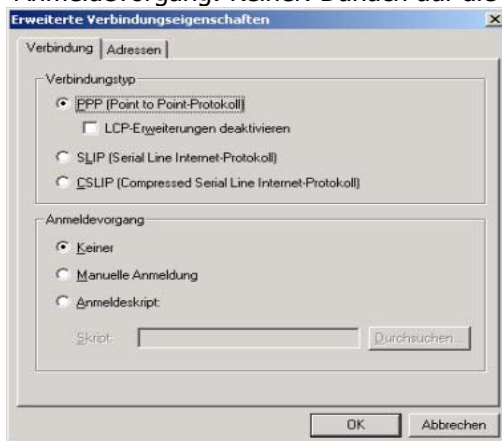 Anmeldevorgang: Keiner. Danach auf die
Erweiterte Verbindungseigenschaften
Verbindung Adressen
Verbindungstyp
PPP (Point to Point-Protokoll)
LCP-Erweiterungen deaktivieren
SLIP (Serial Line Internet-Protokoll)
CSLIP (Compressed Serial Line Internet-Protokoll)
Anmeldevorgang
Keiner
Manuelle Anmeldung
Anmeldeskript:
Skript: Durchsuchen...
OK Abbrechen